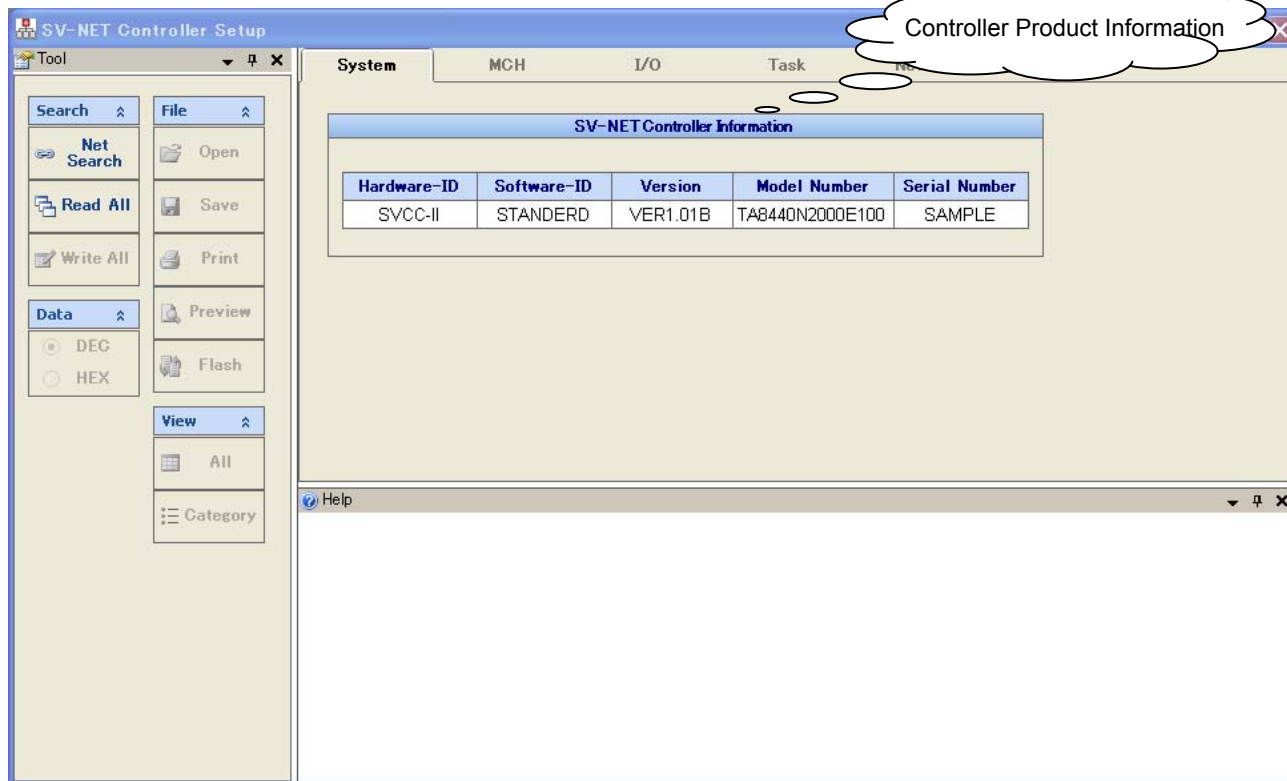 SV-NET Controller Setup
Controller Product Information
Tool
System
MCH
I/O
Task
Search
File
Net Search
Open
Read All
Save
Write All
Print
Data
Preview
DEC
HEX
Flash
View
All
Category
SV-NET Controller Information
Hardware-ID Software-ID Version Model Number Serial Number
SVCC-II STANDERD VER1.01B TA8440N2000E100 SAMPLE
Help